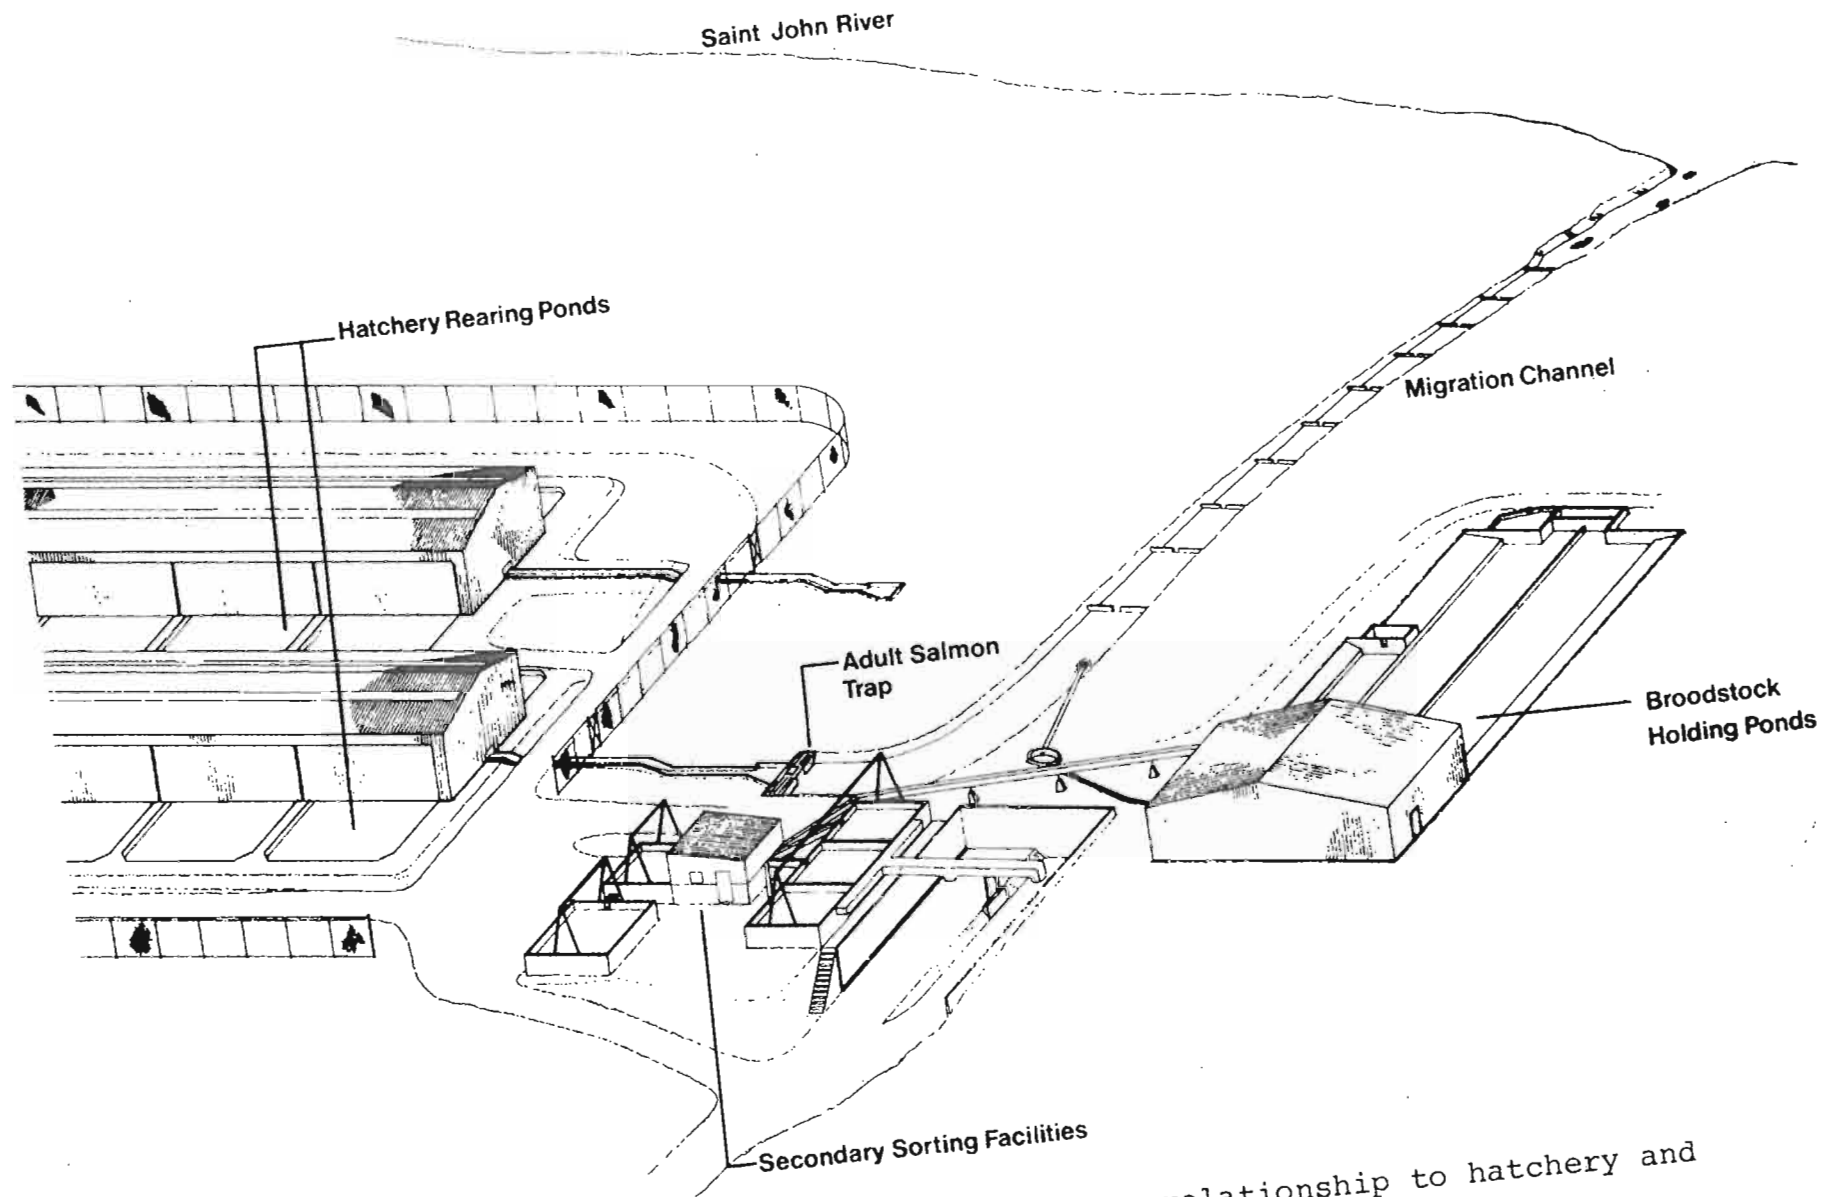 Saint John River
Hatchery Rearing Ponds
Migration Channel
Adult Salmon
Trap
Broodstock
Holding Ponds
Secondary Sorting Facilities
relationship to hatchery and